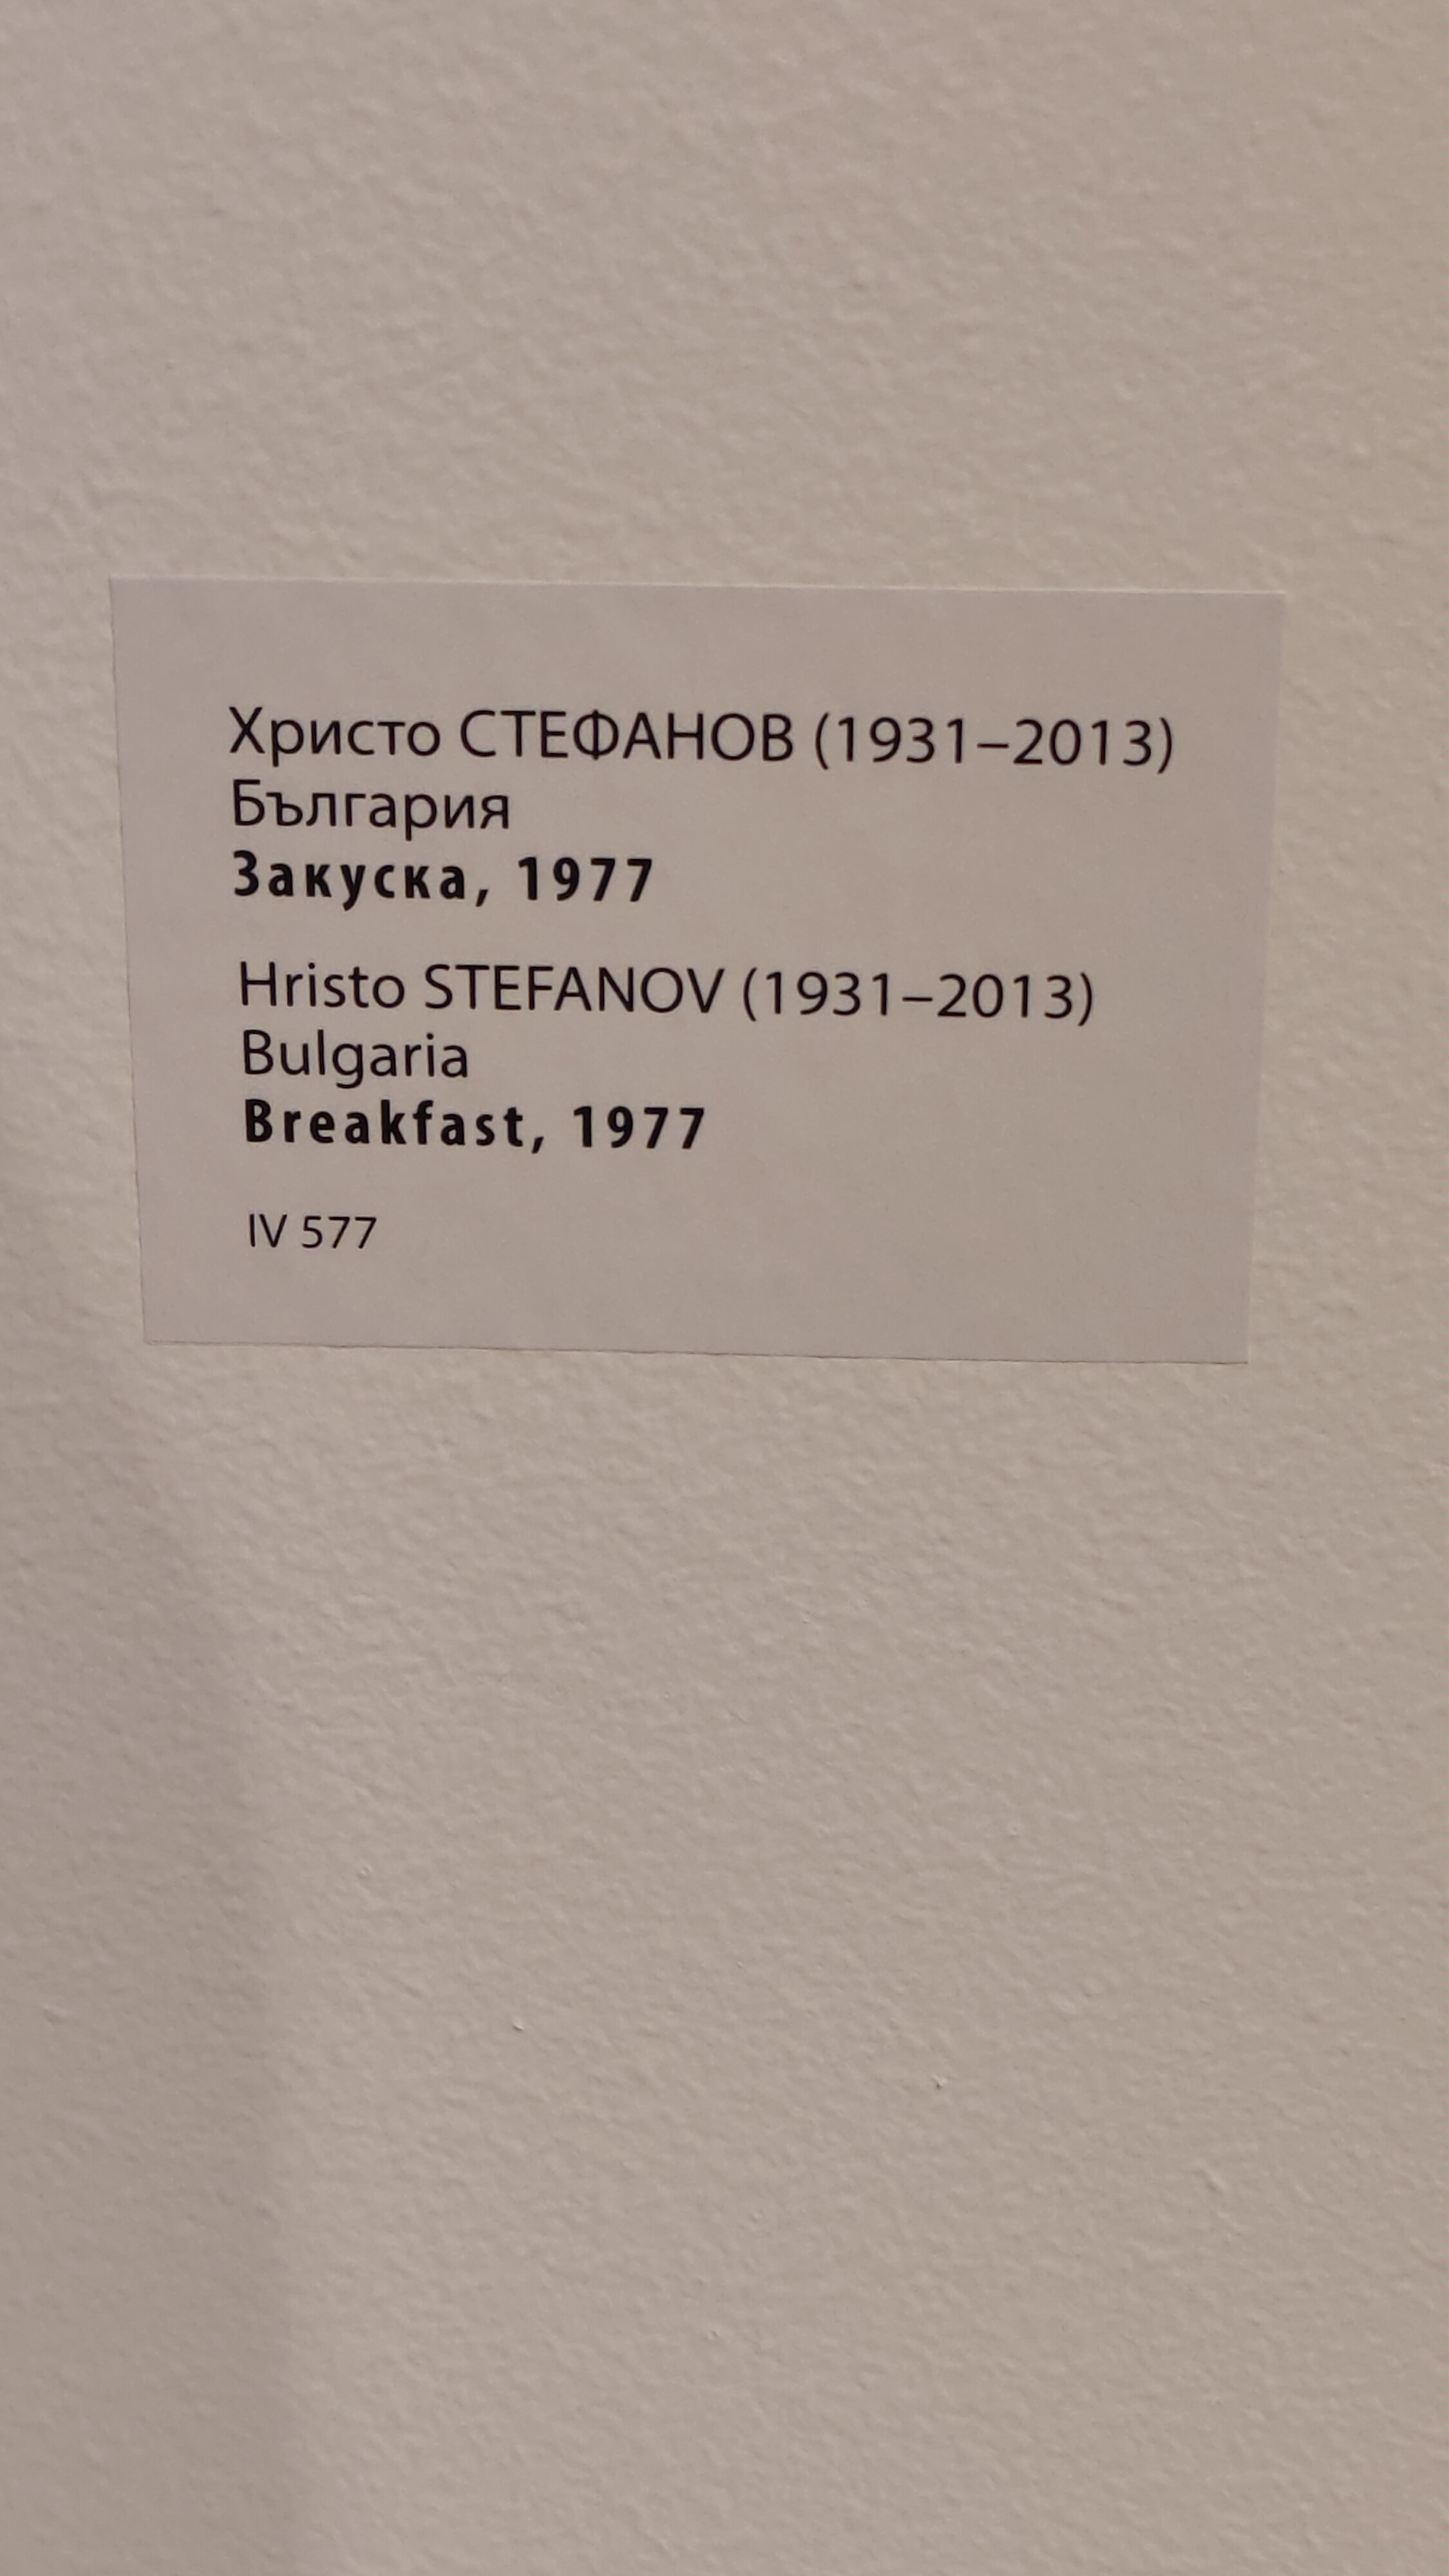 Христо СТЕФАНОВ (1931–2013)
България
Закуска, 1977
Hristo STEFANOV (1931–2013)
Bulgaria
Breakfast, 1977
IV 577